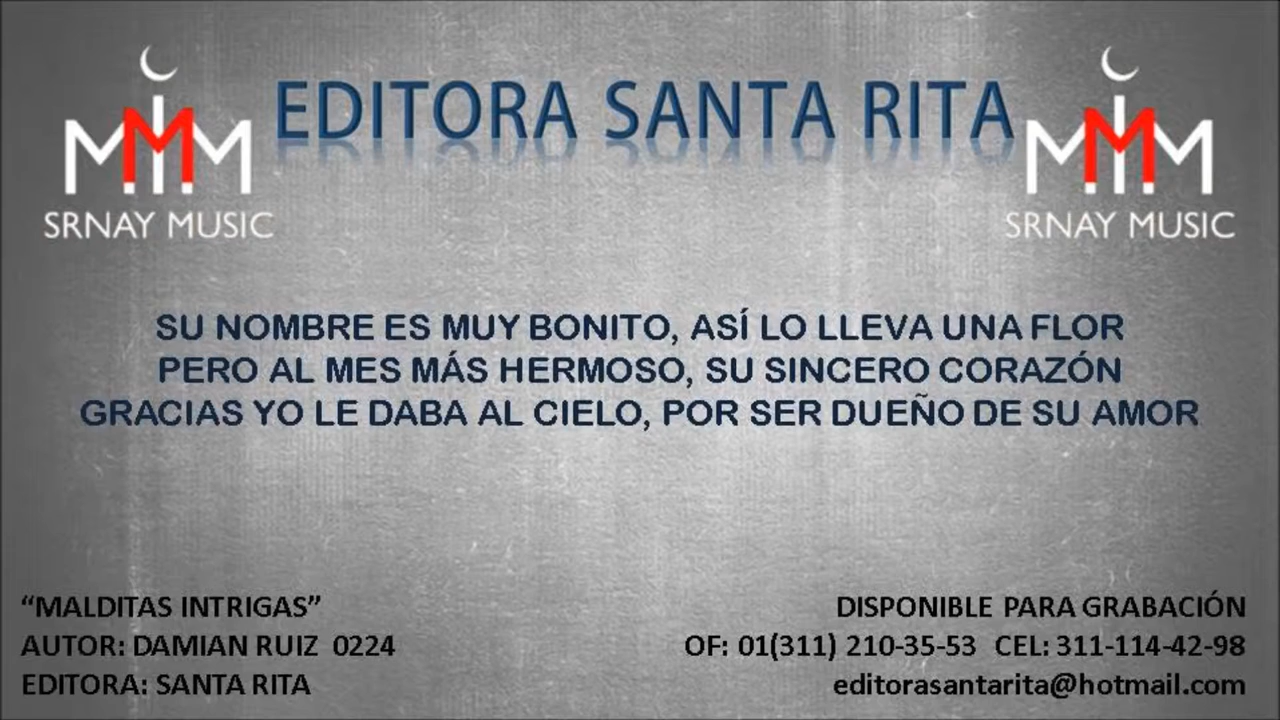 EDITORA SANTA RITA
SRNAY MUSIC
SRNAY MUSIC
SU NOMBRE ES MUY BONITO, ASÍ LO LLEVA UNA FLOR
PERO AL MES MÁS HERMOSO, SU SINCERO CORAZÓN
GRACIAS YO LE DABA AL CIELO, POR SER DUEÑO DE SU AMOR
“MALDITAS INTRIGAS”
AUTOR: DAMIAN RUIZ 0224
EDITORA: SANTA RITA
DISPONIBLE PARA GRABACIÓN
OF: 01(311) 210-35-53 CEL: 311-114-42-98
editorasantarita@hotmail.com